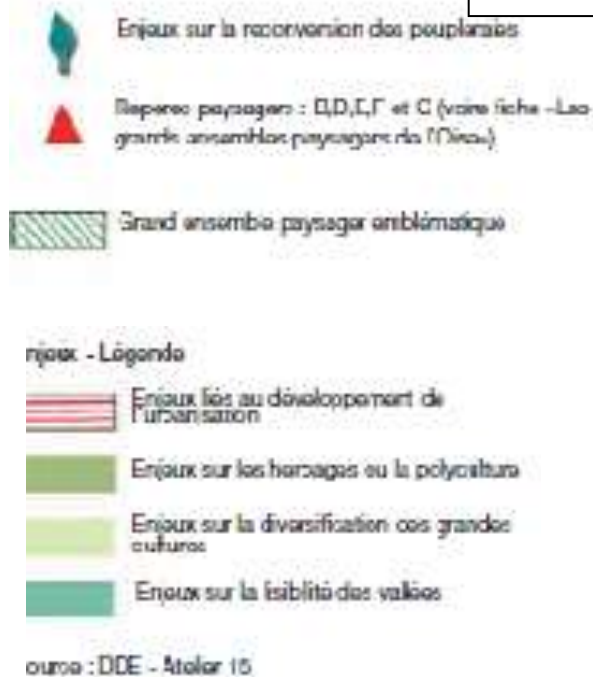 Enjeux sur la reconversion des peupleraies
Repères paysagers : B,D,E,F et C (voire fiche -Les
grands ensembles paysagers de l'Oise-)
Grand ensemble paysager emblématique
njeux - Légende
Enjeux liés au développement de
l'urbanisation
Enjeux sur les herbages ou la polyculture
Enjeux sur la diversification des grandes
cultures
Enjeux sur la lisiblité des vallées
ource : DDE - Atelier 15